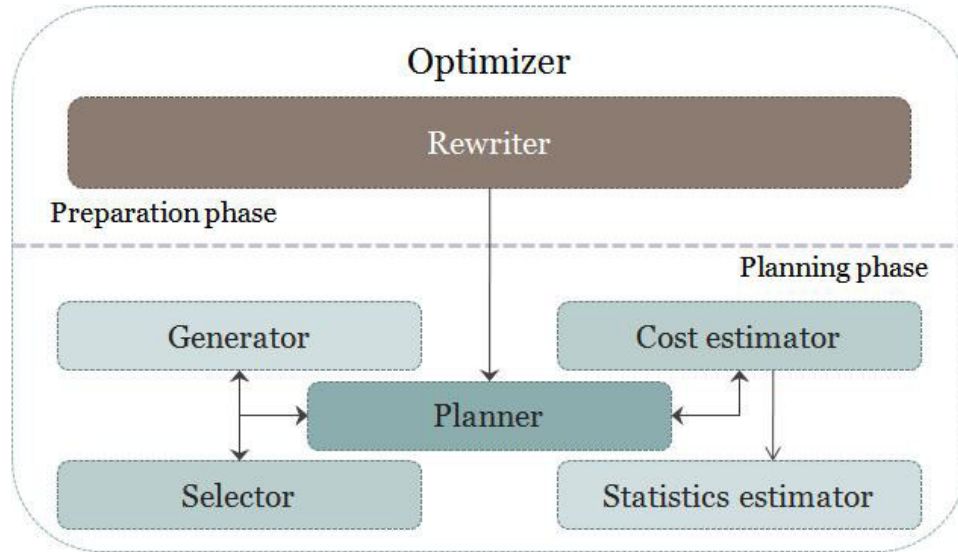 Optimizer
Rewriter
Preparation phase
Planning phase
Generator
Cost estimator
Planner
Selector
Statistics estimator